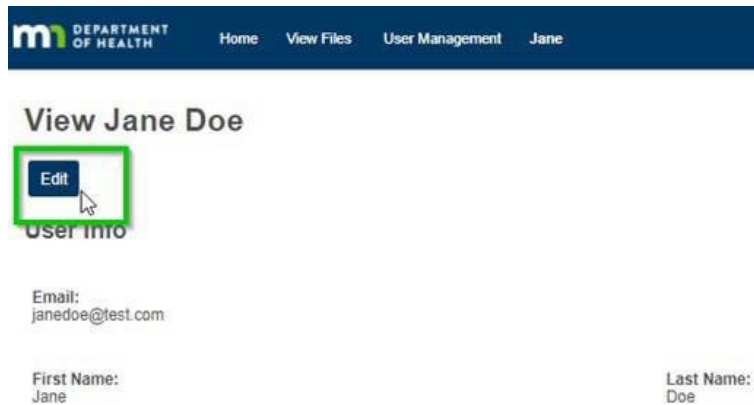 DEPARTMENT
OF HEALTH
Home View Files User Management Jane
View Jane Doe
Edit
User Info
Email:
janedoe@test.com
First Name: Last Name:
Jane Doe